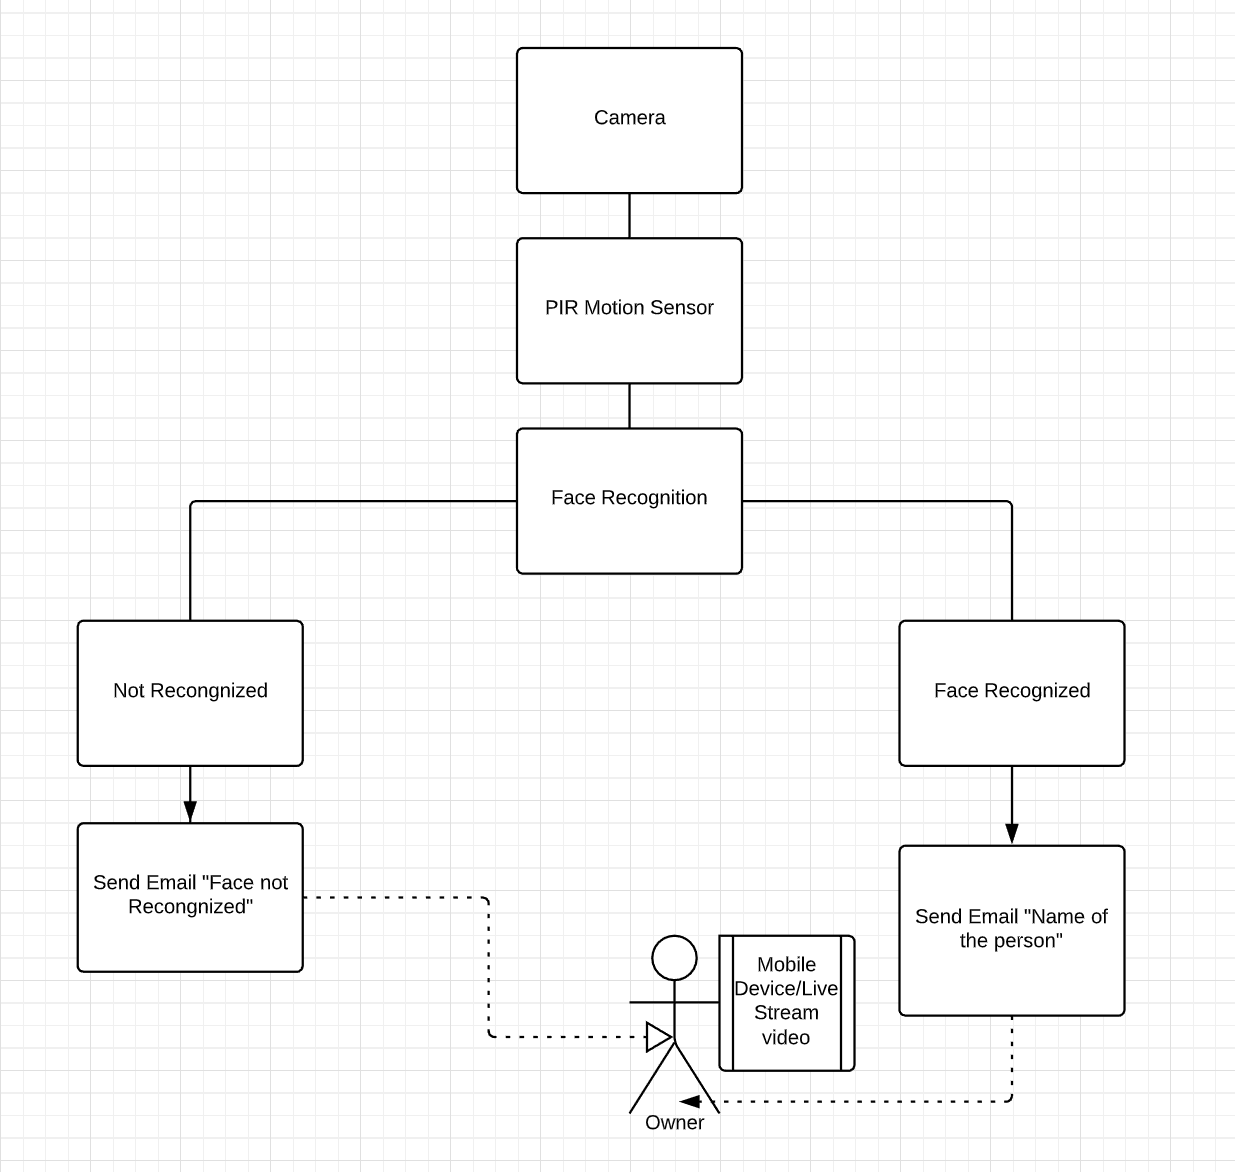 Camera
PIR Motion Sensor
Face Recognition
Not Recongnized
Face Recognized
Send Email "Face not
Recongnized"
Send Email "Name of
the person"
Mobile
Device/Live
Stream
video
Owner